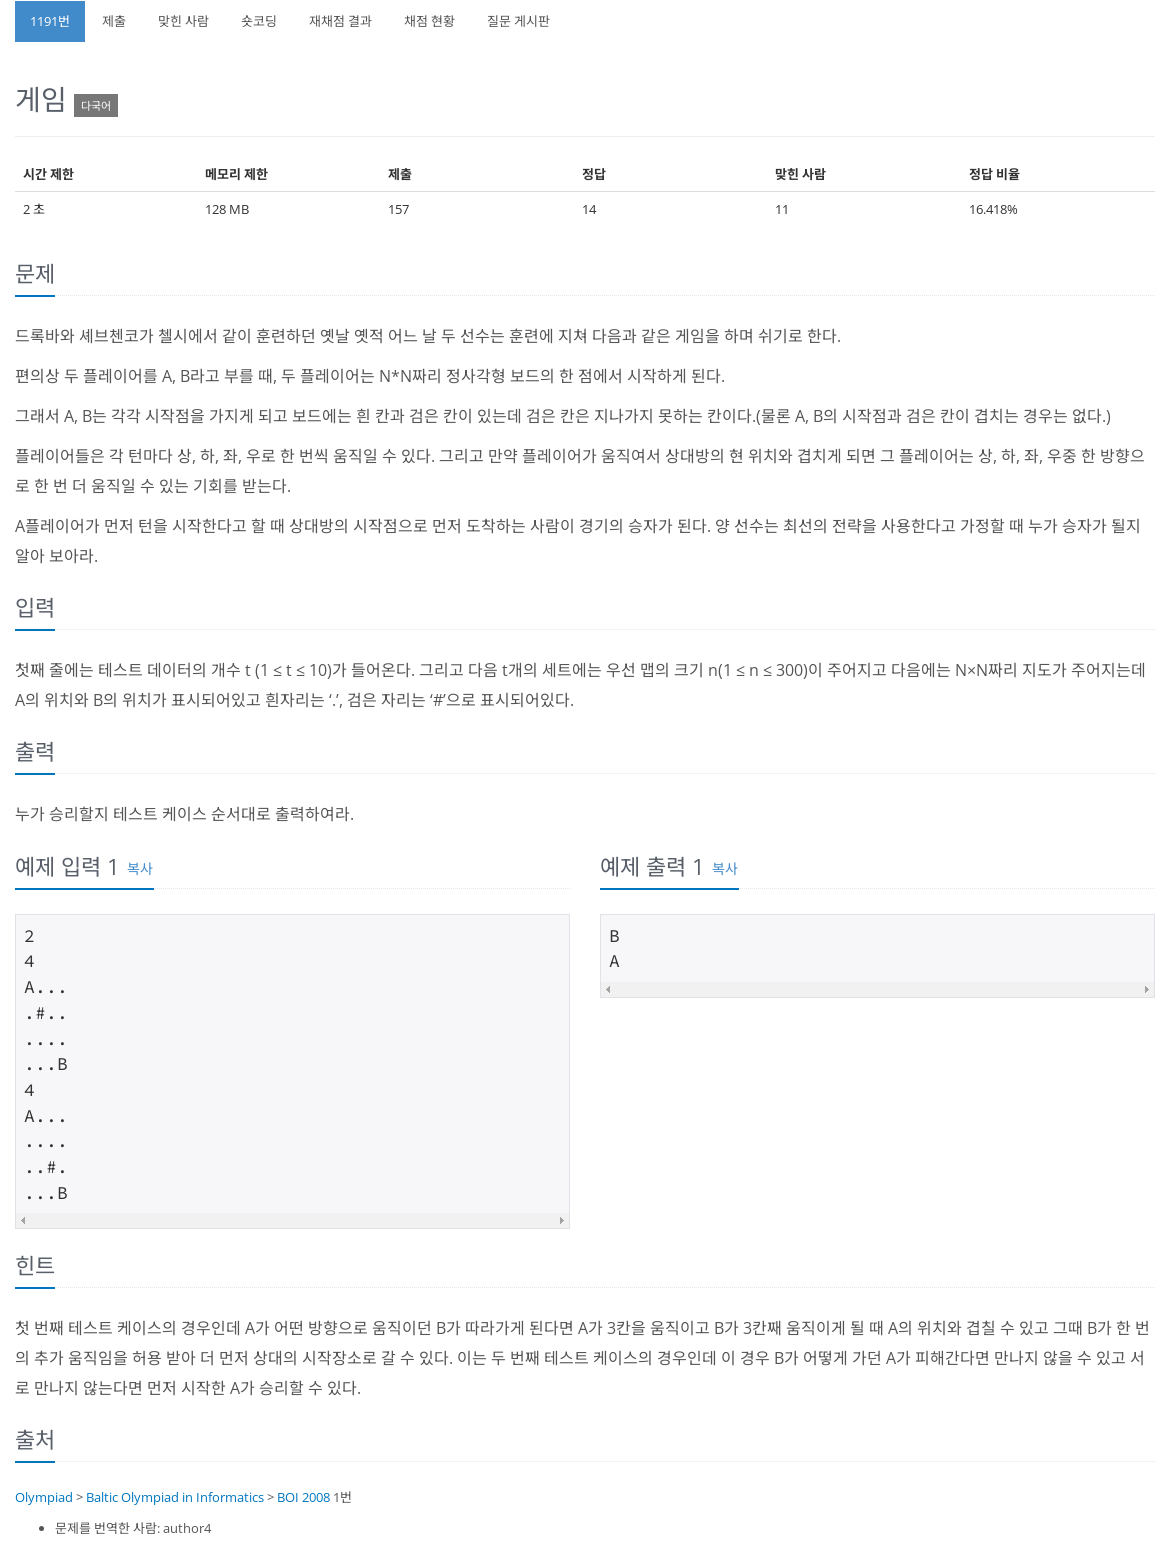 1191번 제출 맞힌 사람 숏코딩 재채점 결과 채점 현황 질문 게시판
게임 다국어
시간 제한 메모리 제한 제출 정답 맞힌 사람 정답 비율
2 초 128 MB 157 14 11 16.418%
문제
드록바와 셰브첸코가 첼시에서 같이 훈련하던 옛날 옛적 어느 날 두 선수는 훈련에 지쳐 다음과 같은 게임을 하며 쉬기로 한다.
편의상 두 플레이어를 A, B라고 부를 때, 두 플레이어는 N*N짜리 정사각형 보드의 한 점에서 시작하게 된다.
그래서 A, B는 각각 시작점을 가지게 되고 보드에는 흰 칸과 검은 칸이 있는데 검은 칸은 지나가지 못하는 칸이다.(물론 A, B의 시작점과 검은 칸이 겹치는 경우는 없다.)
플레이어들은 각 턴마다 상, 하, 좌, 우로 한 번씩 움직일 수 있다. 그리고 만약 플레이어가 움직여서 상대방의 현 위치와 겹치게 되면 그 플레이어는 상, 하, 좌, 우중 한 방향으
로 한 번 더 움직일 수 있는 기회를 받는다.
A플레이어가 먼저 턴을 시작한다고 할 때 상대방의 시작점으로 먼저 도착하는 사람이 경기의 승자가 된다. 양 선수는 최선의 전략을 사용한다고 가정할 때 누가 승자가 될지
알아 보아라.
입력
첫째 줄에는 테스트 데이터의 개수 t (1 ≤ t ≤ 10)가 들어온다. 그리고 다음 t개의 세트에는 우선 맵의 크기 n(1 ≤ n ≤ 300)이 주어지고 다음에는 N×N짜리 지도가 주어지는데
A의 위치와 B의 위치가 표시되어있고 흰자리는 ‘.’, 검은 자리는 ‘#’으로 표시되어있다.
출력
누가 승리할지 테스트 케이스 순서대로 출력하여라.
예제 입력 1 복사
2
4
A...
.#..
....
...B
4
A...
....
..#.
...B
예제 출력 1 복사
B
A
힌트
첫 번째 테스트 케이스의 경우인데 A가 어떤 방향으로 움직이던 B가 따라가게 된다면 A가 3칸을 움직이고 B가 3칸째 움직이게 될 때 A의 위치와 겹칠 수 있고 그때 B가 한 번
의 추가 움직임을 허용 받아 더 먼저 상대의 시작장소로 갈 수 있다. 이는 두 번째 테스트 케이스의 경우인데 이 경우 B가 어떻게 가던 A가 피해간다면 만나지 않을 수 있고 서
로 만나지 않는다면 먼저 시작한 A가 승리할 수 있다.
출처
Olympiad > Baltic Olympiad in Informatics > BOI 2008 1번
문제를 번역한 사람: author4